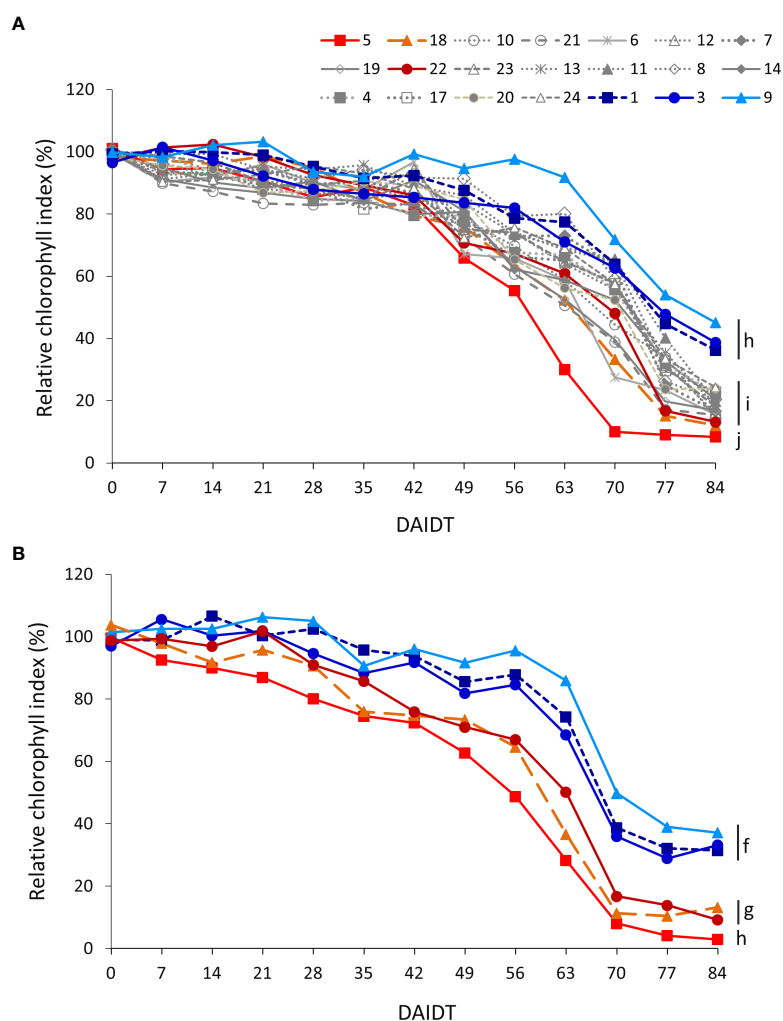 A
5 18 10 21 6 12 7
19 22 23 13 11 8 14
4 17 20 24 1 3 9
Relative chlorophyll index (%)
120
100
80
60
40
20
0
h
i
j
0 7 14 21 28 35 42 49 56 63 70 77 84
DAIDT
B
Relative chlorophyll index (%)
120
100
80
60
40
20
0
f
g
h
0 7 14 21 28 35 42 49 56 63 70 77 84
DAIDT